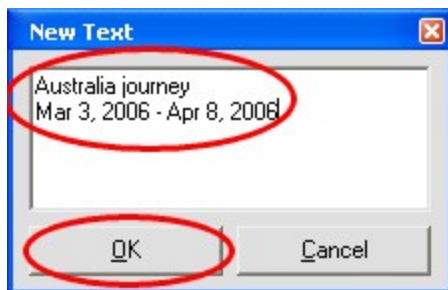 New Text
Australia journey
Mar 3, 2006 - Apr 8, 2006
OK
Cancel